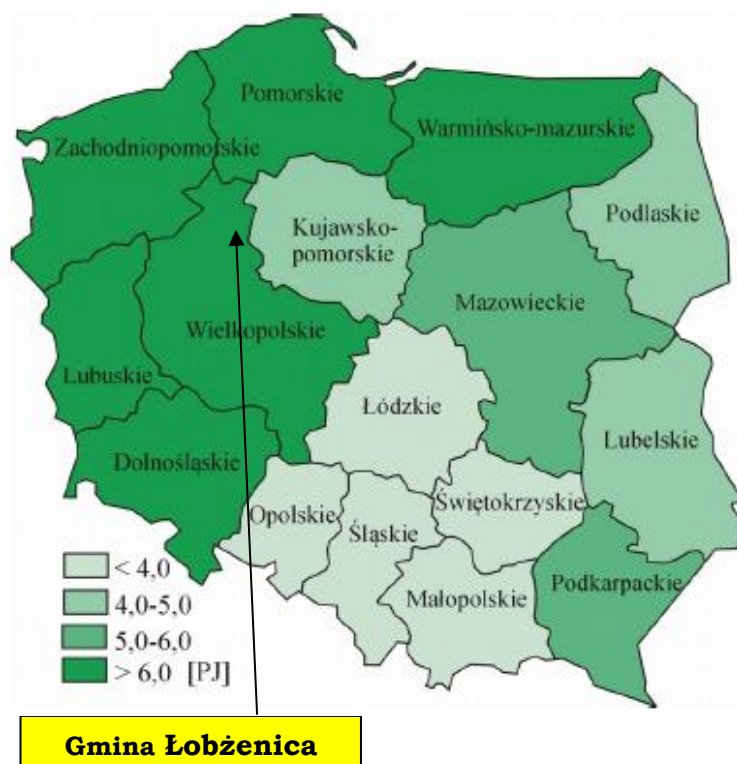 Pomorskie
Warmińsko-mazurskie
Zachodniopomorskie
Podlaskie
Kujawsko-
pomorskie
Mazowieckie
Wielkopolskie
Lubuskie
Łódzkie
Lubelskie
Dolnośląskie
Opolskie
Świętokrzyskie
Śląskie
Podkarpackie
Małopolskie
< 4,0
4,0-5,0
5,0-6,0
> 6,0 [PJ]
Gmina Łobżenica